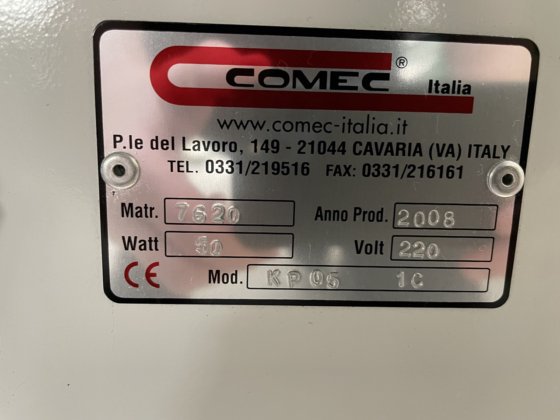 COMEC® Italia
www.comec-italia.it
P.le del Lavoro, 149 - 21044 CAVARIA (VA) ITALY
TEL. 0331/219516 FAX: 0331/216161
Matr. 7620 Anno Prod. 2008
Watt 50 Volt 220
CE Mod. KP05 1C